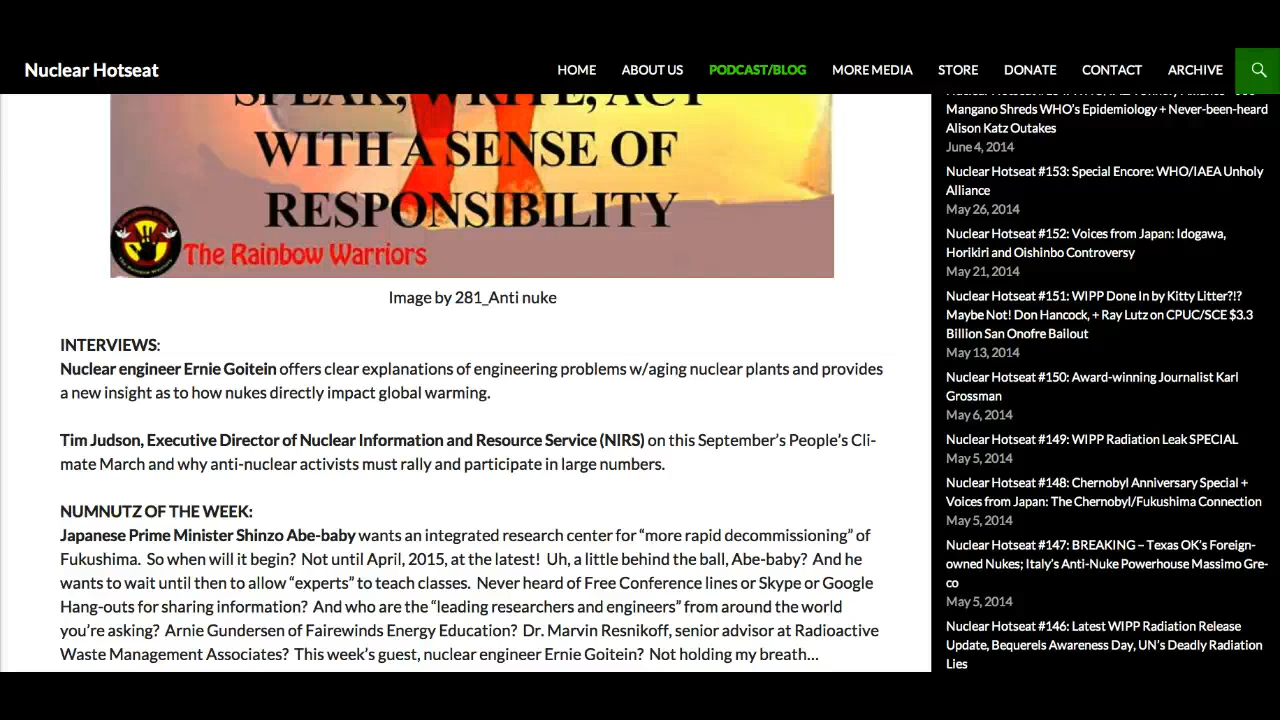 Nuclear Hotseat
HOME ABOUT US PODCAST/BLOG MORE MEDIA STORE DONATE CONTACT ARCHIVE
SPEAK, WRITE, ACT
WITH A SENSE OF
RESPONSIBILITY
The Rainbow Warriors
Image by 281_Anti nuke
INTERVIEWS:
Nuclear engineer Ernie Goitein offers clear explanations of engineering problems w/aging nuclear plants and provides
a new insight as to how nukes directly impact global warming.
Tim Judson, Executive Director of Nuclear Information and Resource Service (NIRS) on this September's People's Cli-
mate March and why anti-nuclear activists must rally and participate in large numbers.
NUMNUTZ OF THE WEEK:
Japanese Prime Minister Shinzo Abe-baby wants an integrated research center for “more rapid decommissioning” of
Fukushima. So when will it begin? Not until April, 2015, at the latest! Uh, a little behind the ball, Abe-baby? And he
wants to wait until then to allow “experts” to teach classes. Never heard of Free Conference lines or Skype or Google
Hang-outs for sharing information? And who are the “leading researchers and engineers” from around the world
you're asking? Arnie Gundersen of Fairewinds Energy Education? Dr. Marvin Resnikoff, senior advisor at Radioactive
Waste Management Associates? This week's guest, nuclear engineer Ernie Goitein? Not holding my breath...
Mangano Shreds WHO's Epidemiology + Never-been-heard
Alison Katz Outakes
June 4, 2014
Nuclear Hotseat #153: Special Encore: WHO/IAEA Unholy
Alliance
May 26, 2014
Nuclear Hotseat #152: Voices from Japan: Idogawa,
Horikiri and Oishinbo Controversy
May 21, 2014
Nuclear Hotseat #151: WIPP Done In by Kitty Litter?!?
Maybe Not! Don Hancock, + Ray Lutz on CPUC/SCE $3.3
Billion San Onofre Bailout
May 13, 2014
Nuclear Hotseat #150: Award-winning Journalist Karl
Grossman
May 6, 2014
Nuclear Hotseat #149: WIPP Radiation Leak SPECIAL
May 5, 2014
Nuclear Hotseat #148: Chernobyl Anniversary Special +
Voices from Japan: The Chernobyl/Fukushima Connection
May 5, 2014
Nuclear Hotseat #147: BREAKING – Texas OK's Foreign-
owned Nukes; Italy's Anti-Nuke Powerhouse Massimo Gre-
co
May 5, 2014
Nuclear Hotseat #146: Latest WIPP Radiation Release
Update, Bequerels Awareness Day, UN's Deadly Radiation
Lies